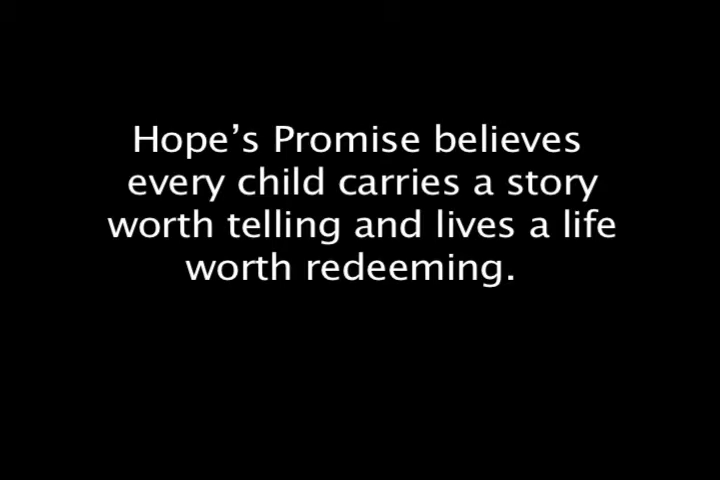 Hope’s Promise believes
every child carries a story
worth telling and lives a life
worth redeeming.